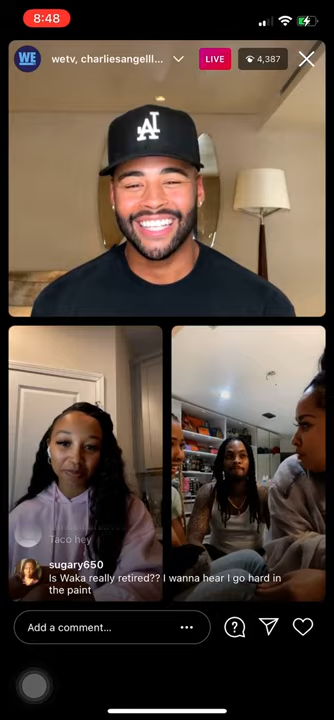 8:48
WE
wetv, charliesangelll...
LIVE
4,387
LA
Taco hey
sugary650
Is Waka really retired?? I wanna hear I go hard in
the paint
Add a comment...